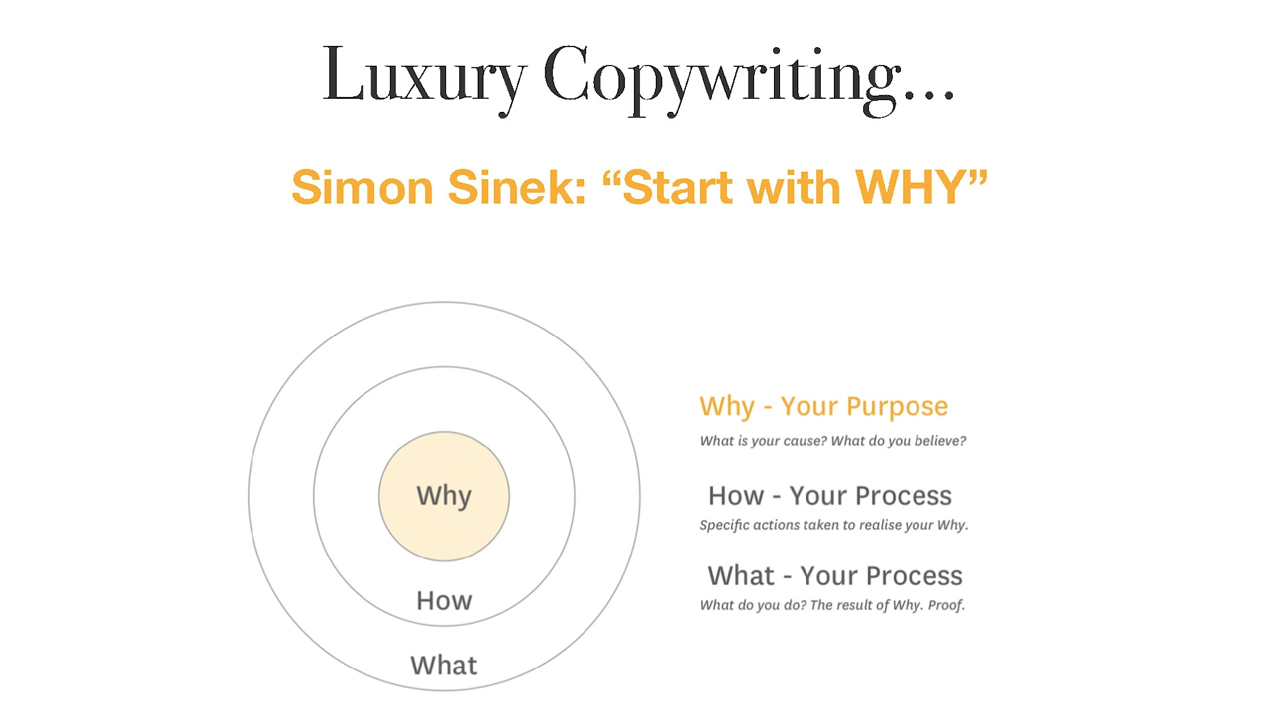 Luxury Copywriting...
Simon Sinek: “Start with WHY”
Why
How
What
Why - Your Purpose
What is your cause? What do you believe?
How - Your Process
Specific actions taken to realise your Why.
What - Your Process
What do you do? The result of Why. Proof.